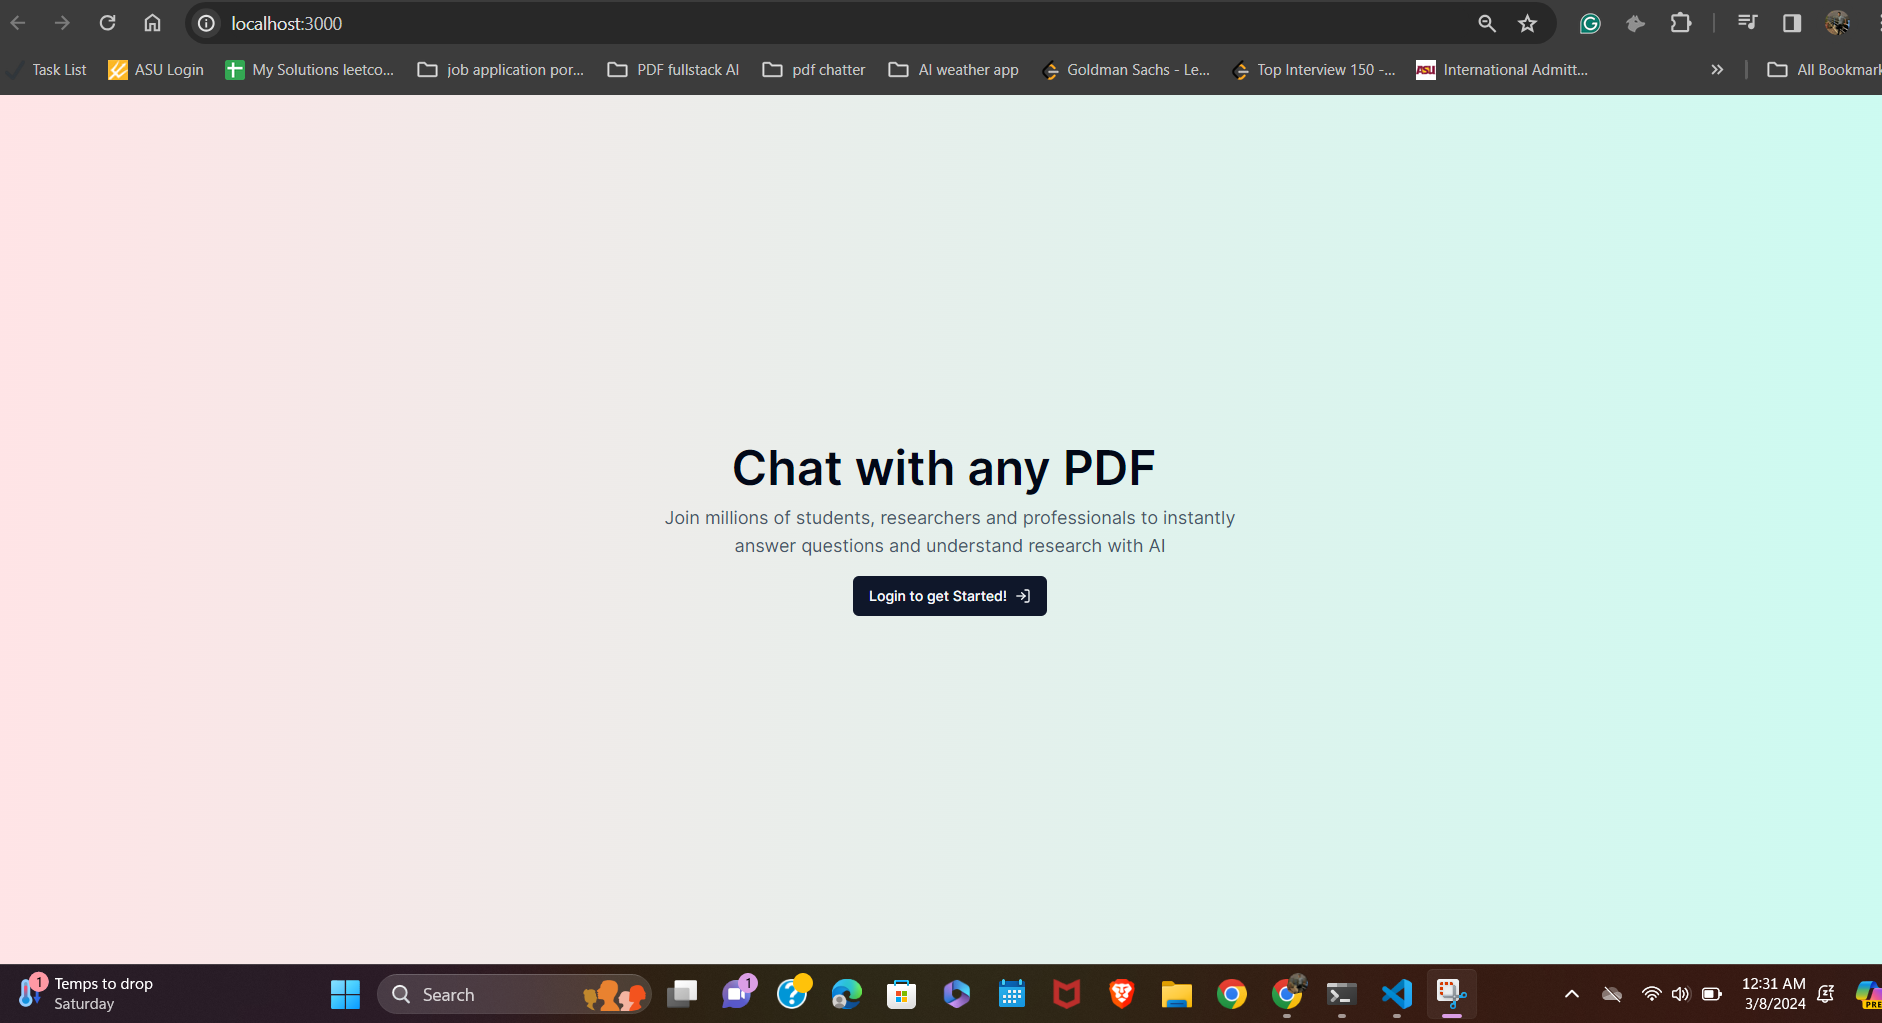 localhost:3000
Task List ASU Login My Solutions leetco... job application por... PDF fullstack AI pdf chatter AI weather app Goldman Sachs - Le... Top Interview 150 -... ASU International Admitt... All Bookmark
Chat with any PDF
Join millions of students, researchers and professionals to instantly
answer questions and understand research with AI
Login to get Started!
1 Temps to drop
Saturday
Search
1
12:31 AM
3/8/2024
PRE